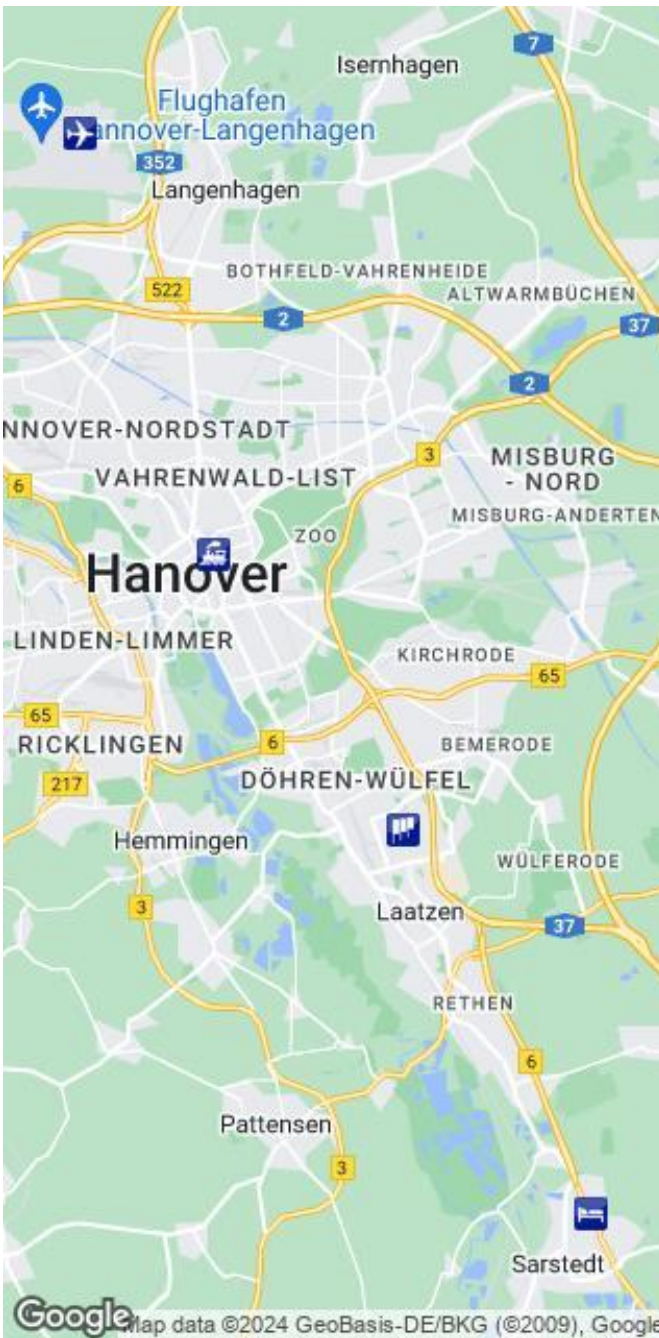 7
Isernhagen
Flughafen
annover-Langenhagen
352
Langenhagen
BOTHFELD-VAHRENHEIDE
522
ALTWARMBÜCHEN
2
37
2
NNOVER-NORDSTADT
3
MISBURG
- NORD
VAHRENWALD-LIST
6
MISBURG-ANDERTEN
ZOO
Hanover
LINDEN-LIMMER
KIRCHRODE
65
65
RICKLINGEN
6
BEMERODE
217
DÖHREN-WÜLFEL
Hemmingen
WÜLFERODE
3
Laatzen
37
RETHEN
6
Pattensen
3
Sarstedt
Google
Map data ©2024 GeoBasis-DE/BKG (©2009), Google